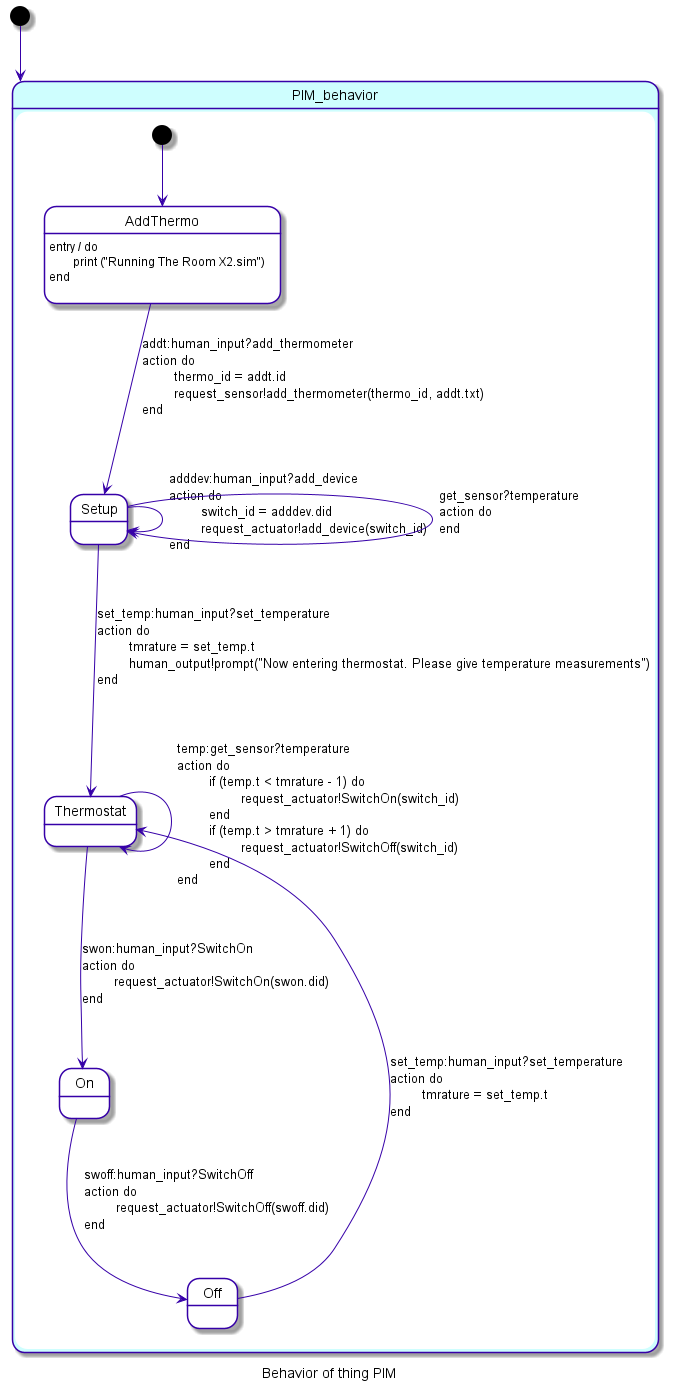 PIM_behavior
AddThermo
entry / do
print ("Running The Room X2.sim")
end
addt:human_input?add_thermometer
action do
thermo_id = addt.id
request_sensor!add_thermometer(thermo_id, addt.txt)
end
Setup
adddev:human_input?add_device
action do
switch_id = adddev.did
request_actuator!add_device(switch_id)
end
get_sensor?temperature
action do
end
set_temp:human_input?set_temperature
action do
tmrature = set_temp.t
human_output!prompt("Now entering thermostat. Please give temperature measurements")
end
Thermostat
temp:get_sensor?temperature
action do
if (temp.t < tmrature - 1) do
request_actuator!SwitchOn(switch_id)
end
if (temp.t > tmrature + 1) do
request_actuator!SwitchOff(switch_id)
end
end
swon:human_input?SwitchOn
action do
request_actuator!SwitchOn(swon.did)
end
set_temp:human_input?set_temperature
action do
tmrature = set_temp.t
end
On
swoff:human_input?SwitchOff
action do
request_actuator!SwitchOff(swoff.did)
end
Off
Behavior of thing PIM